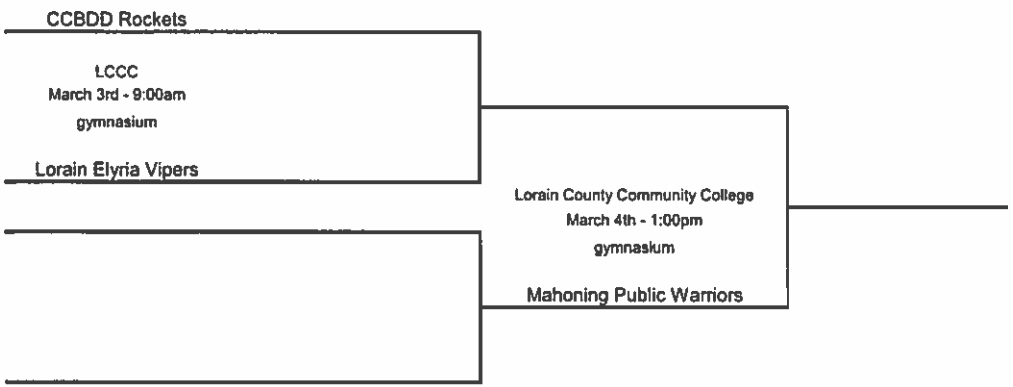 CCBDD Rockets
LCCC
March 3rd - 9:00am
gymnasium
Lorain Elyria Vipers
Lorain County Community College
March 4th - 1:00pm
gymnasium
Mahoning Public Warriors